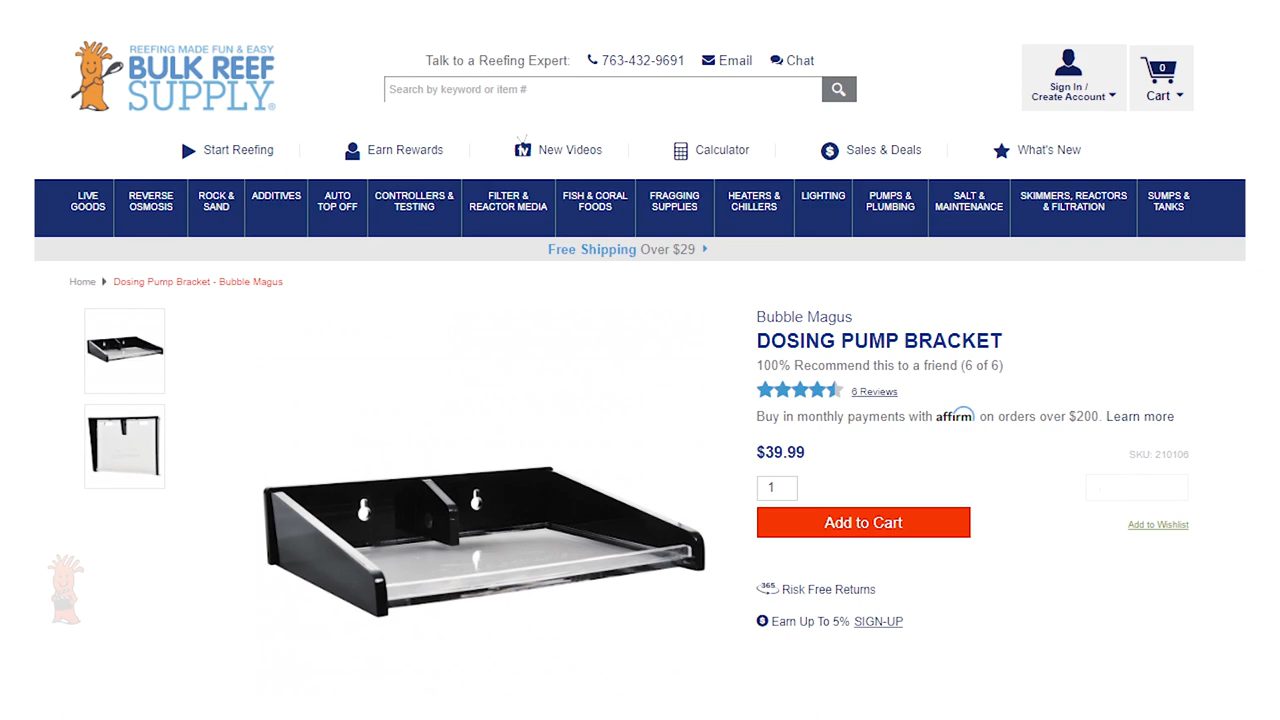 REEFING MADE FUN & EASY
BULK REEF
SUPPLY®
Talk to a Reefing Expert: 763-432-9691 Email Chat
Search by keyword or item #
Sign In /
Create Account
0
Cart
Start Reefing
Earn Rewards
tv New Videos
Calculator
$ Sales & Deals
What's New
LIVE
GOODS
REVERSE
OSMOSIS
ROCK &
SAND
ADDITIVES
AUTO
TOP OFF
CONTROLLERS &
TESTING
FILTER &
REACTOR MEDIA
FISH & CORAL
FOODS
FRAGGING
SUPPLIES
HEATERS &
CHILLERS
LIGHTING
PUMPS &
PLUMBING
SALT &
MAINTENANCE
SKIMMERS, REACTORS
& FILTRATION
SUMPS &
TANKS
Free Shipping Over $29
Home Dosing Pump Bracket - Bubble Magus
Bubble Magus
DOSING PUMP BRACKET
100% Recommend this to a friend (6 of 6)
6 Reviews
Buy in monthly payments with affirm on orders over $200. Learn more
$39.99
SKU: 210106
1
Add to Cart
Add to Wishlist
365 Risk Free Returns
$ Earn Up To 5% SIGN-UP